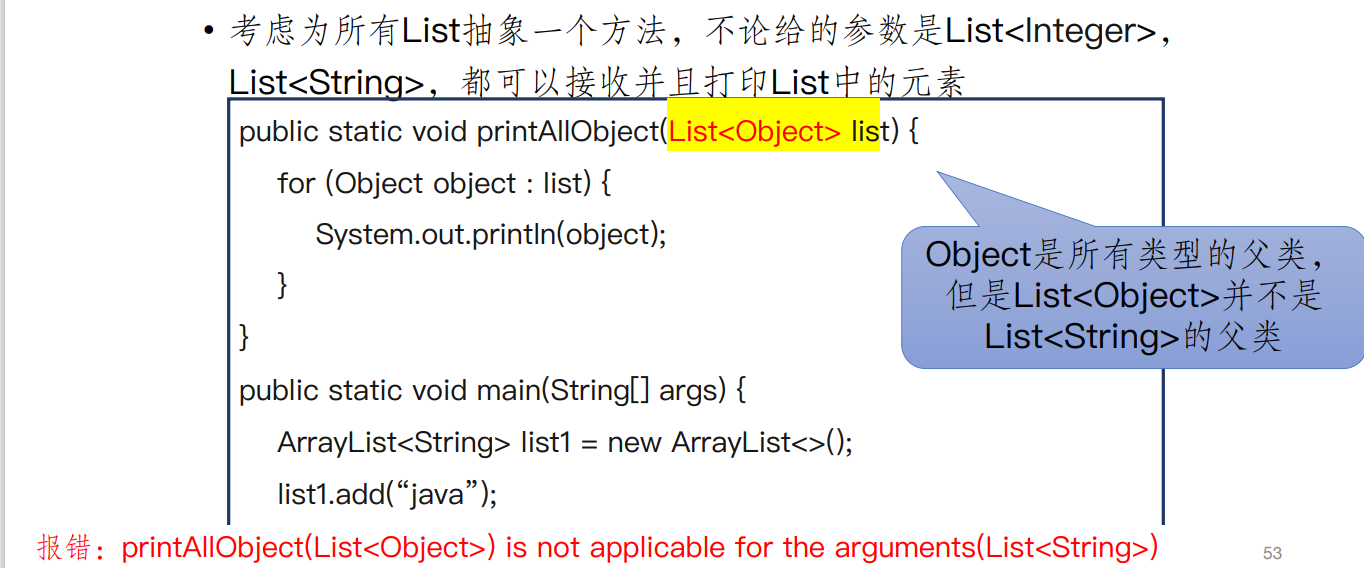 • 考虑为所有List抽象一个方法，不论给的参数是List<Integer>，
List<String>，都可以接收并且打印List中的元素
public static void printAllObject(List<Object> list) {
for (Object object : list) {
System.out.println(object);
}
}
public static void main(String[] args) {
ArrayList<String> list1 = new ArrayList<>();
list1.add(“java”);
Object是所有类型的父类，
但是List<Object>并不是
List<String>的父类
报错：printAllObject(List<Object>) is not applicable for the arguments(List<String>)
53